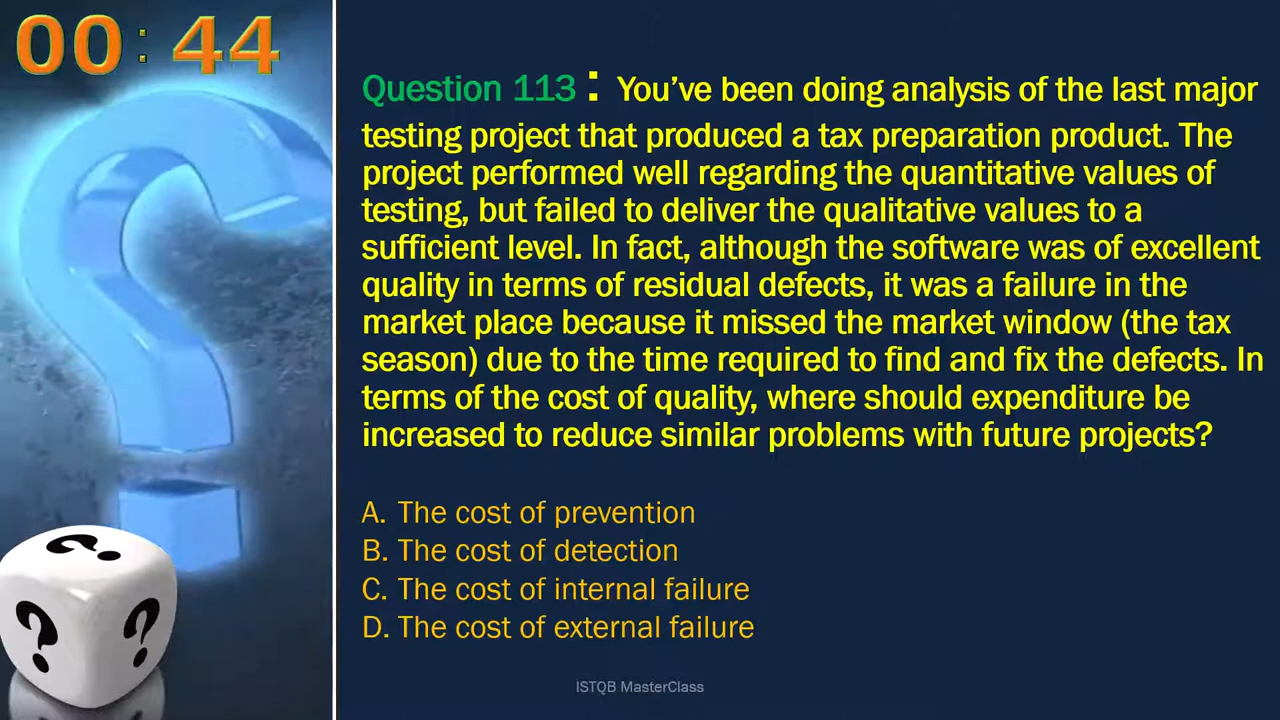 00:44
Question 113 : You’ve been doing analysis of the last major
testing project that produced a tax preparation product. The
project performed well regarding the quantitative values of
testing, but failed to deliver the qualitative values to a
sufficient level. In fact, although the software was of excellent
quality in terms of residual defects, it was a failure in the
market place because it missed the market window (the tax
season) due to the time required to find and fix the defects. In
terms of the cost of quality, where should expenditure be
increased to reduce similar problems with future projects?
A. The cost of prevention
B. The cost of detection
C. The cost of internal failure
D. The cost of external failure
ISTQB MasterClass